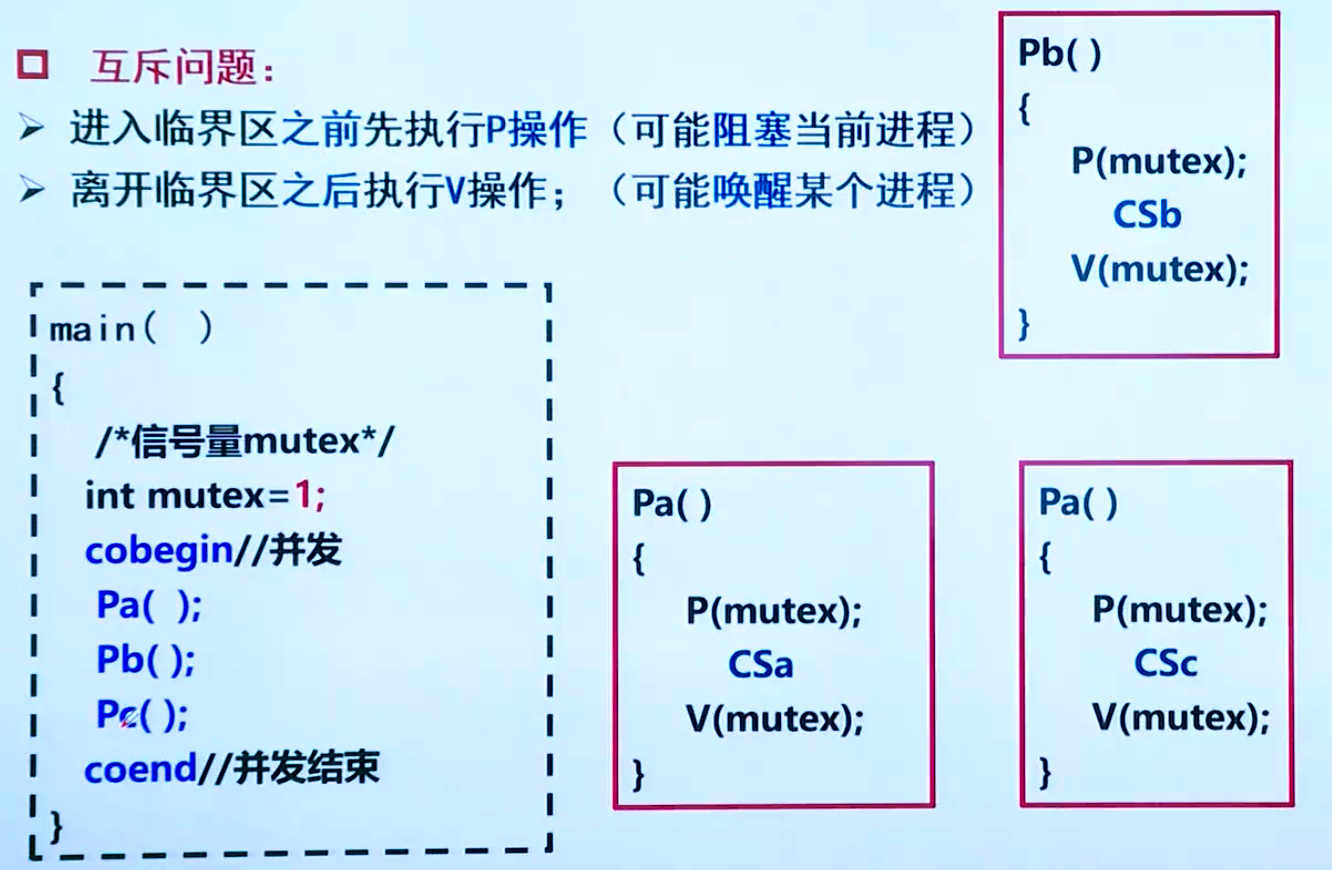 互斥问题：
进入临界区之前先执行P操作（可能阻塞当前进程）
离开临界区之后执行V操作；（可能唤醒某个进程）
main( )
{
/*信号量mutex*/
int mutex=1;
cobegin//并发
Pa( );
Pb( );
Pc( );
coend//并发结束
}
Pb( )
{
P(mutex);
CSb
V(mutex);
}
Pa( )
{
P(mutex);
CSa
V(mutex);
}
Pa( )
{
P(mutex);
CSc
V(mutex);
}